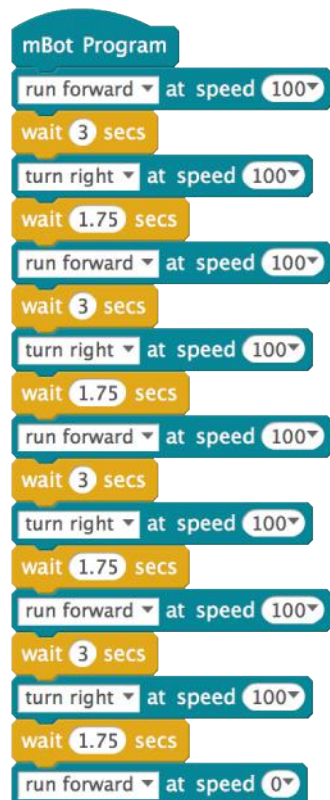 mBot Program
run forward at speed 100
wait 3 secs
turn right at speed 100
wait 1.75 secs
run forward at speed 100
wait 3 secs
turn right at speed 100
wait 1.75 secs
run forward at speed 100
wait 3 secs
turn right at speed 100
wait 1.75 secs
run forward at speed 100
wait 3 secs
turn right at speed 100
wait 1.75 secs
run forward at speed 0